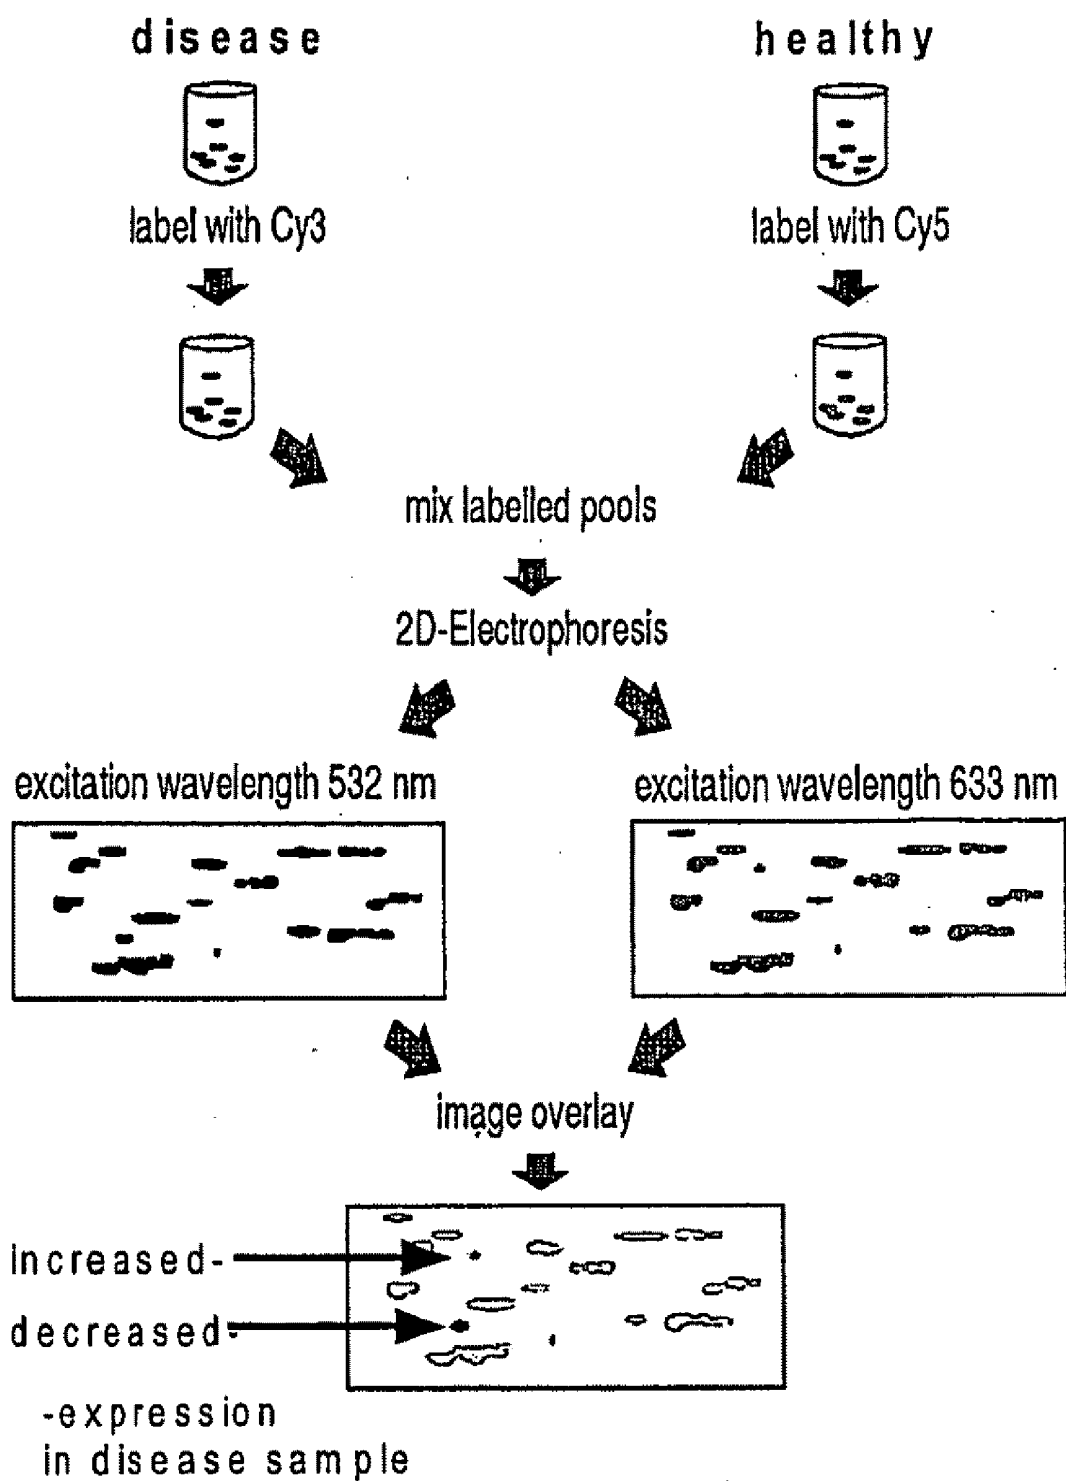 disease
healthy
label with Cy3
label with Cy5
mix labelled pools
2D-Electrophoresis
excitation wavelength 532 nm
excitation wavelength 633 nm
image overlay
increased-
decreased-
-expression
in disease sample